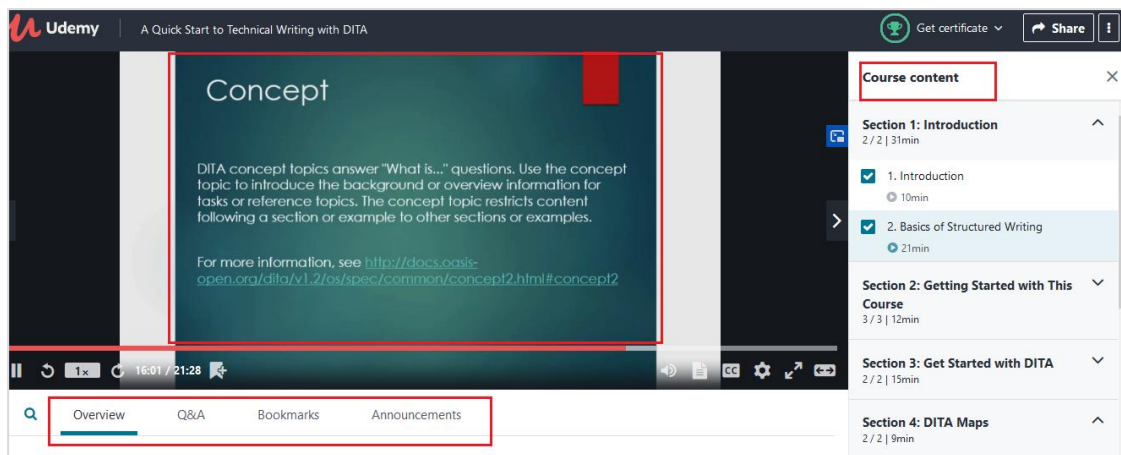 Udemy
A Quick Start to Technical Writing with DITA
Get certificate
Share
Concept
DITA concept topics answer "What is..." questions. Use the concept
topic to introduce the background or overview information for
tasks or reference topics. The concept topic restricts content
following a section or example to other sections or examples.
For more information, see http://docs.oasis-
open.org/dita/v1.2/os/spec/common/concept2.html#concept2
1x
16:01 / 21:28
CC
Overview
Q&A
Bookmarks
Announcements
Course content
Section 1: Introduction
2 / 2 | 31min
1. Introduction
10min
2. Basics of Structured Writing
21min
Section 2: Getting Started with This
Course
3 / 3 | 12min
Section 3: Get Started with DITA
2 / 2 | 15min
Section 4: DITA Maps
2 / 2 | 9min